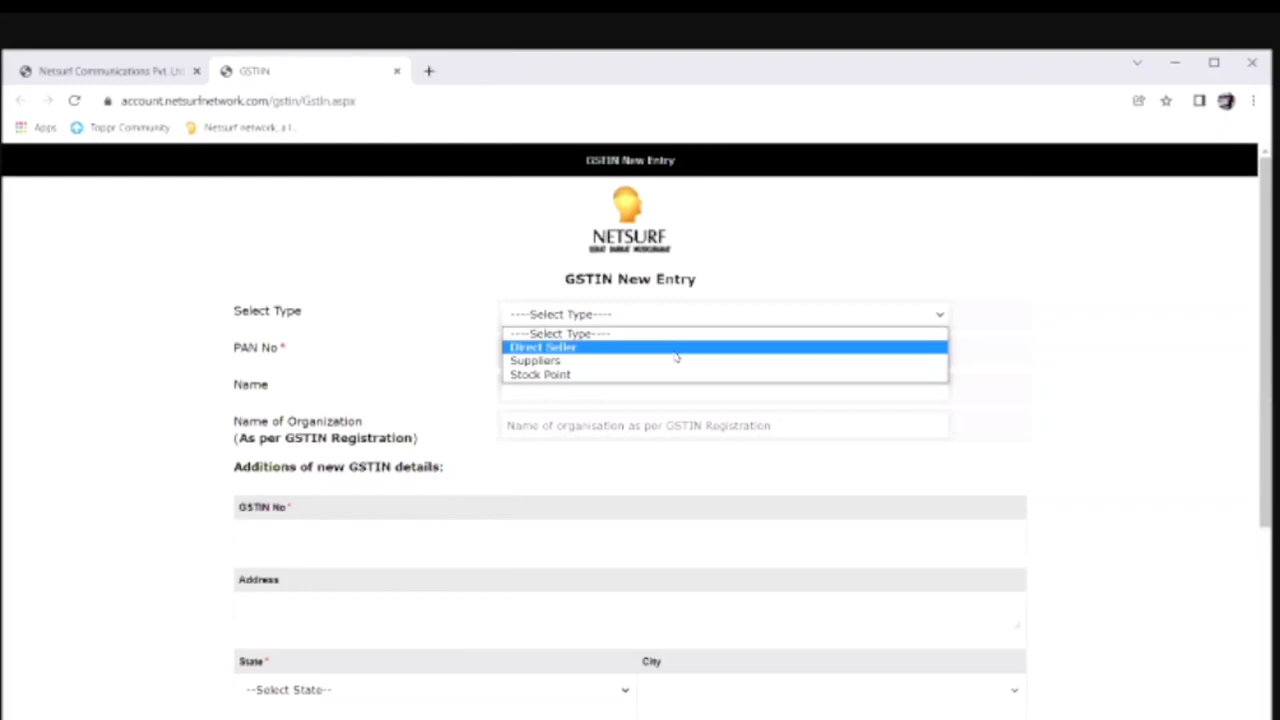 Netsurf Communications Pvt. Ltd
GSTIIN
account.netsurfnetwork.com/gstin/GstIn.aspx
Apps
Toppr Community
Netsurf network, a l..
GSTIN New Entry
NETSURF
GSTIN New Entry
Select Type
----Select Type----
----Select Type----
Direct Seller
Suppliers
Stock Point
PAN No *
Name
Name of Organization
(As per GSTIN Registration)
Name of organisation as per GSTIN Registration
Additions of new GSTIN details:
GSTIN No *
Address
State *
City
--Select State--